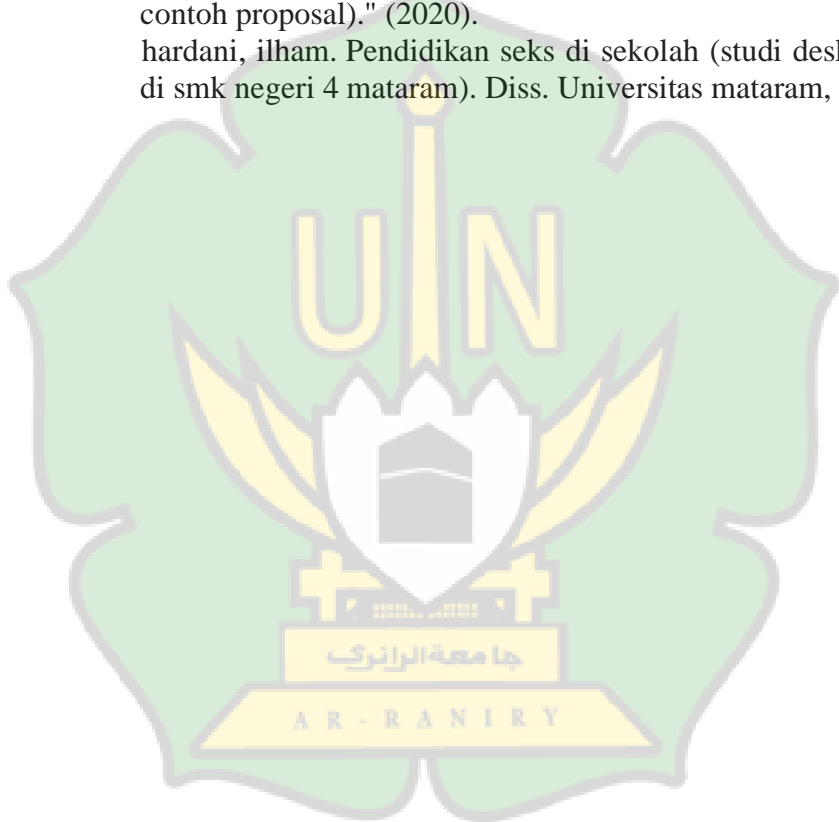 contoh proposal)." (2020).
hardani, ilham. Pendidikan seks di sekolah (studi des
di smk negeri 4 mataram). Diss. Universitas mataram,
UIN
جامعة الرانري
AR-RANIRY